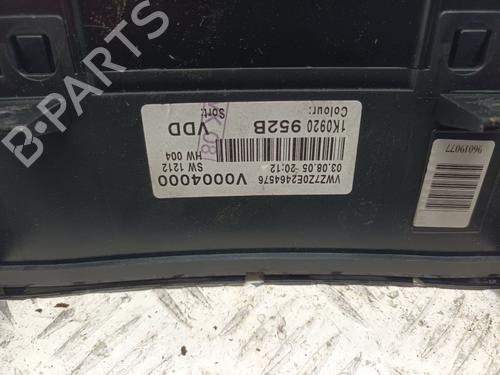 VWZ7Z0E2464576 V0004000
03.08.05 20:12 SW 1212
HW 004
1K0920 952B VDD
Colour: Sort:
96019077
B-PARTS